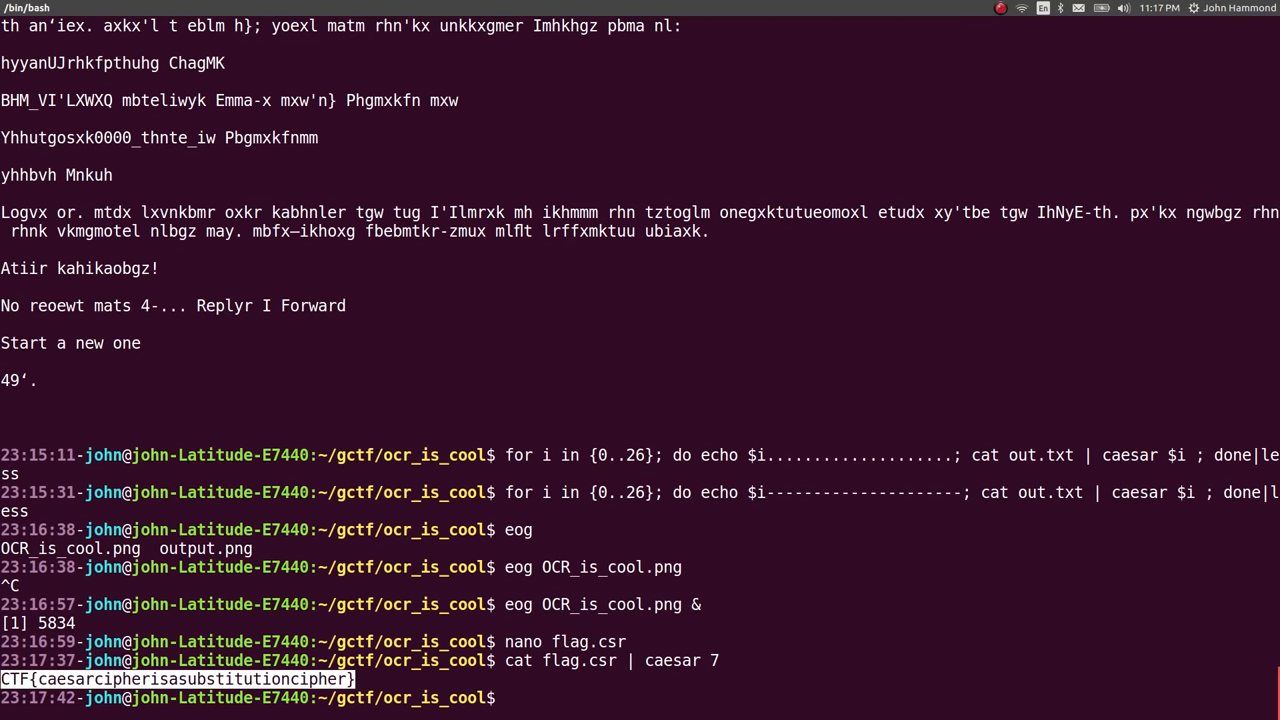 /bin/bash
En 11:17 PM John Hammond
th an‘iex. axkx'l t eblm h}; yoexl matm rhn'kx unkkxgmer Imhkhgz pbma nl:
hyyanUJrhkfpthuhg ChagMK
BHM_VI'LXWXQ mbteliwyk Emma-x mxw'n} Phgmxkfn mxw
Yhhutgosxk0000_thnte_iw Pbgmxkfnmm
yhhbvh Mnkuh
Logvx or. mtdx lxvnkbmr oxkr kabhnler tgw tug I'Ilmrxk mh ikhmmm rhn tztoglm onegxktutueomoxl etudx xy'tbe tgw IhNyE-th. px'kx ngwbgz rhn
rhnk vkmgmotel nlbgz may. mbfx—ikhoxg fbebmtkr-zmux mlflt lrffxmktuu ubiaxk.
Atiir kahikaobgz!
No reoewt mats 4-... Replyr I Forward
Start a new one
49‘.
23:15:11-john@john-Latitude-E7440:~/gctf/ocr_is_cool$ for i in {0..26}; do echo $i....................; cat out.txt | caesar $i ; done|le
ss
23:15:31-john@john-Latitude-E7440:~/gctf/ocr_is_cool$ for i in {0..26}; do echo $i---------------------; cat out.txt | caesar $i ; done|l
ess
23:16:38-john@john-Latitude-E7440:~/gctf/ocr_is_cool$ eog
OCR_is_cool.png  output.png
23:16:38-john@john-Latitude-E7440:~/gctf/ocr_is_cool$ eog OCR_is_cool.png
^C
23:16:57-john@john-Latitude-E7440:~/gctf/ocr_is_cool$ eog OCR_is_cool.png &
[1] 5834
23:16:59-john@john-Latitude-E7440:~/gctf/ocr_is_cool$ nano flag.csr
23:17:37-john@john-Latitude-E7440:~/gctf/ocr_is_cool$ cat flag.csr | caesar 7
CTF{caesarcipherisasubstitutioncipher}
23:17:42-john@john-Latitude-E7440:~/gctf/ocr_is_cool$